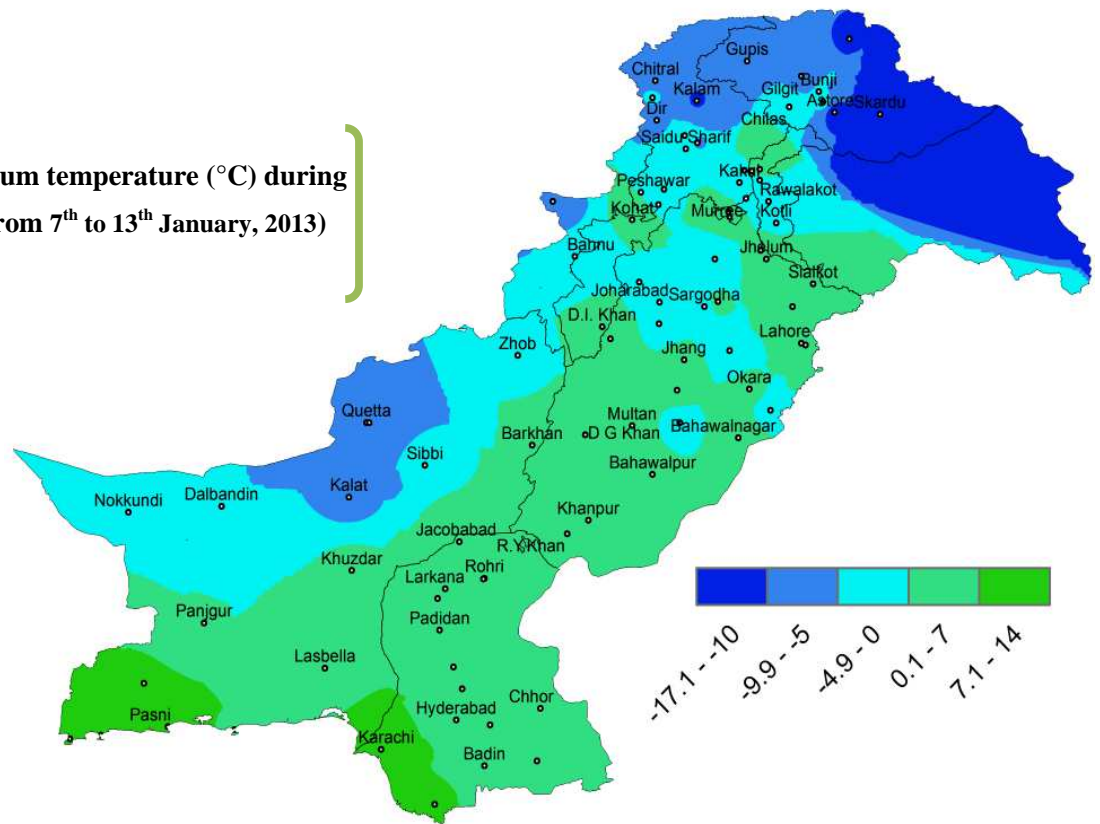 um temperature (°C) during
rom 7th to 13th January, 2013)
Gupis
Chitral
Bunji
Kalam
Gilgit
Astore
Skardu
Dir
Chilas
Saidu Sharif
Peshawar
Rawalakot
Kohat
Murree
Kotli
Bannu
Jhelum
Sialkot
Joharabad
Sargodha
D.I. Khan
Lahore
Zhob
Jhang
Okara
Quetta
Multan
Bahawalnagar
D G Khan
Barkhan
Sibbi
Bahawalpur
Kalat
Dalbandin
Nokkundi
Khanpur
Jacobabad
R.Y.Khan
Khuzdar
Rohri
Larkana
Panjgur
Padidan
Lasbella
Chhor
Hyderabad
Pasni
Karachi
Badin
-17.1 - -10
-9.9 - -5
-4.9 - 0
0.1 - 7
7.1 - 14